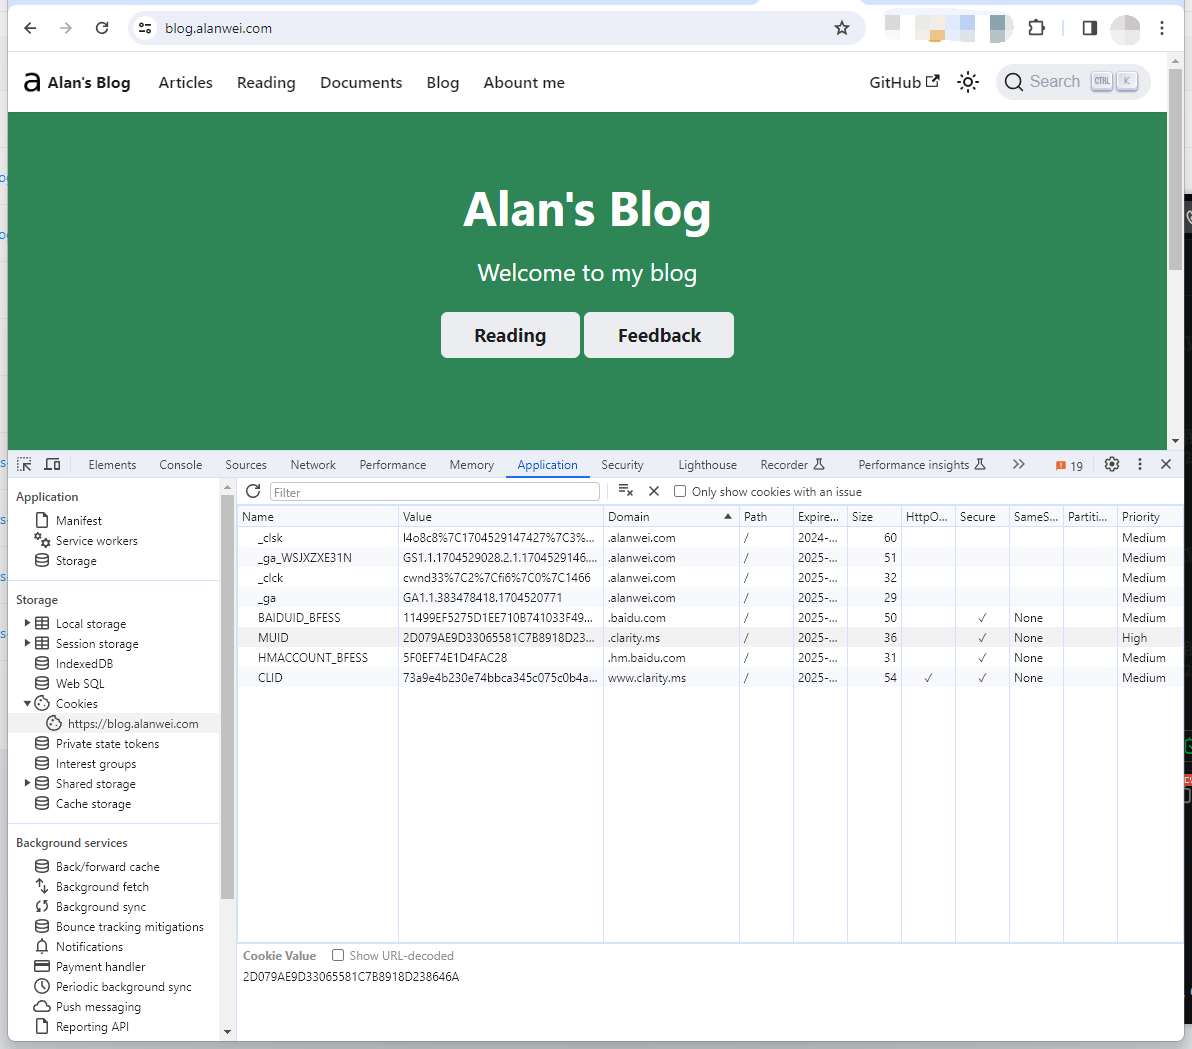 blog.alanwei.com
Alan's Blog Articles Reading Documents Blog About me GitHub Search CTRL K
Alan's Blog
Welcome to my blog
Reading Feedback
Elements Console Sources Network Performance Memory Application Security Lighthouse Recorder Performance insights 19
Application
Manifest
Service workers
Storage
Storage
Local storage
Session storage
IndexedDB
Web SQL
Cookies
https://blog.alanwei.com
Private state tokens
Interest groups
Shared storage
Cache storage
Background services
Back/forward cache
Background fetch
Background sync
Bounce tracking mitigations
Notifications
Payment handler
Periodic background sync
Push messaging
Reporting API
Filter Only show cookies with an issue
Name Value Domain Path Expire... Size HttpO... Secure SameS... Partiti... Priority
_clsk l4o8c8%7C1704529147427%7C3%... .alanwei.com / 2024-... 60 Medium
_ga_WSJXZXE31N GS1.1.1704529028.2.1.1704529146.... .alanwei.com / 2025-... 51 Medium
_clck cwnd33%7C2%7Cfi6%7C0%7C1466 .alanwei.com / 2025-... 32 Medium
_ga GA1.1.383478418.1704520771 .alanwei.com / 2025-... 29 Medium
BAIDUID_BFESS 11499EF5275D1EE710B741033F49... .baidu.com / 2025-... 50 ✓ None Medium
MUID 2D079AE9D33065581C7B8918D23... .clarity.ms / 2025-... 36 ✓ None High
HMACCOUNT_BFESS 5F0EF74E1D4FAC28 .hm.baidu.com / 2025-... 31 ✓ None Medium
CLID 73a9e4b230e74bbca345c075c0b4a... www.clarity.ms / 2025-... 54 ✓ ✓ None Medium
Cookie Value Show URL-decoded
2D079AE9D33065581C7B8918D238646A